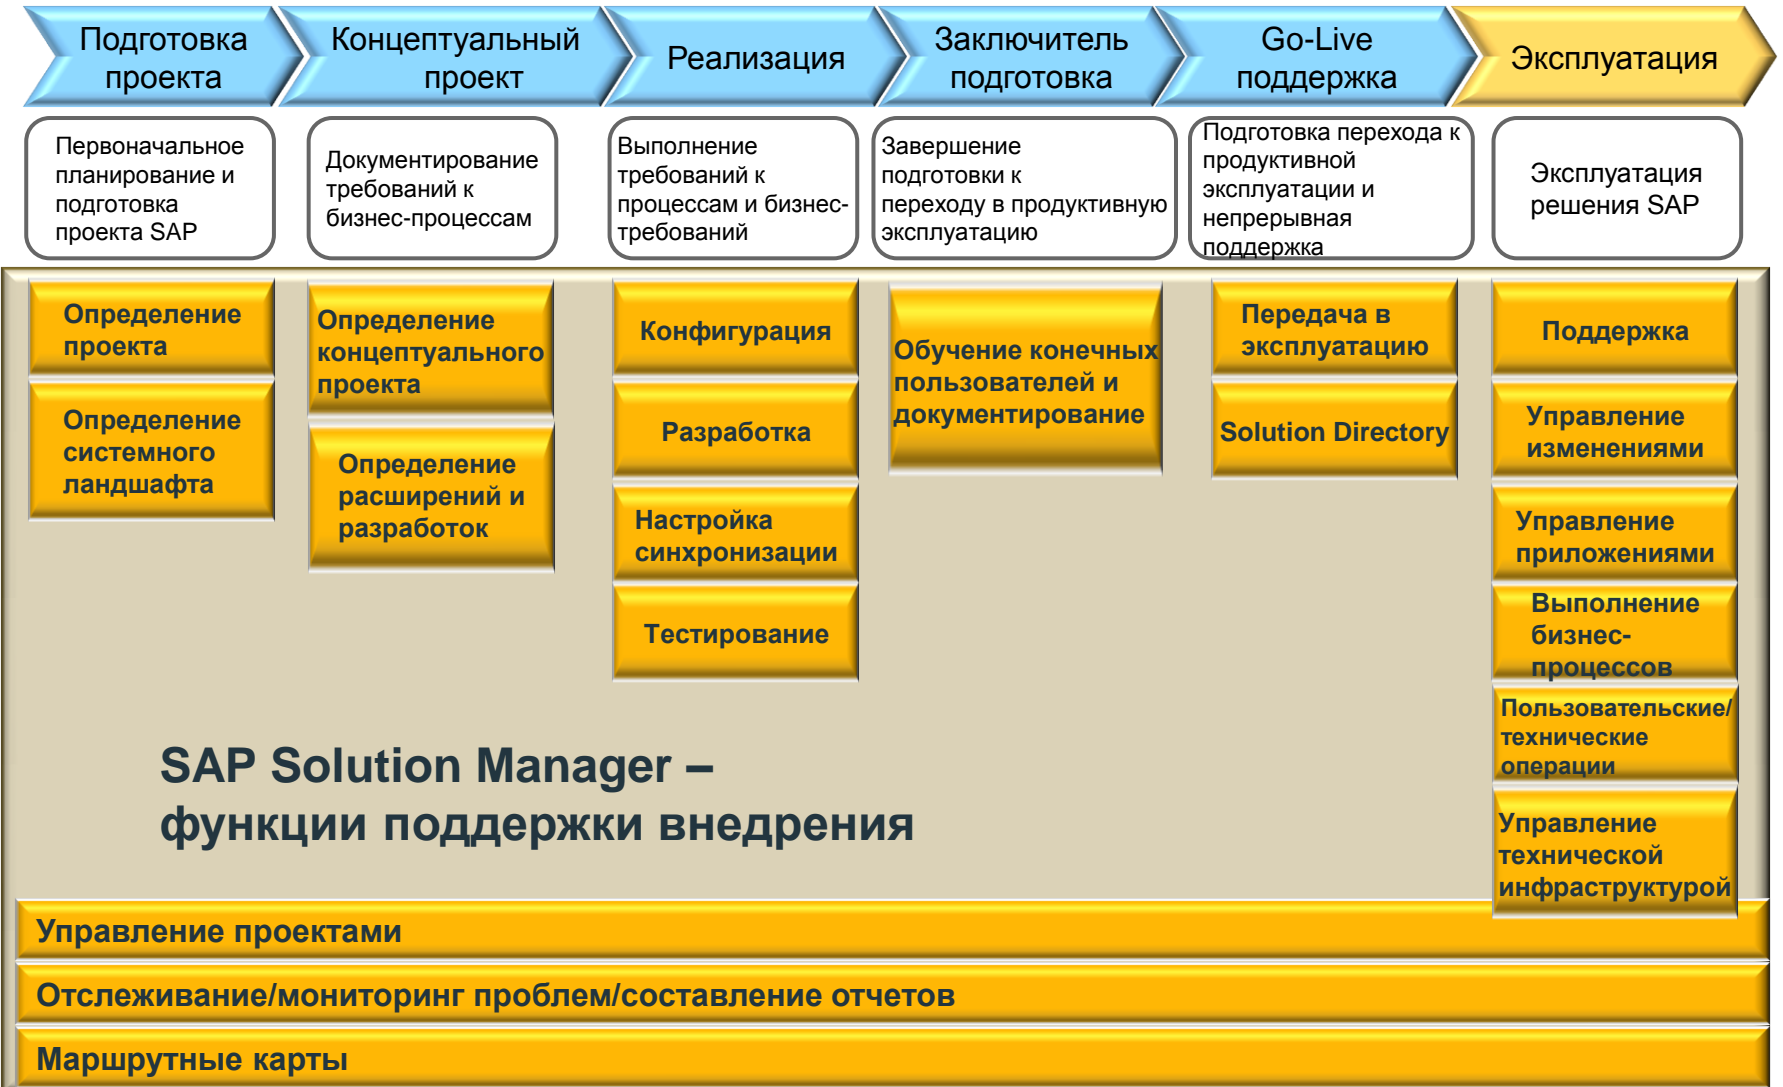 Подготовка
проекта
Концептуальный
проект
Реализация
Заключитель
подготовка
Go-Live
поддержка
Эксплуатация
Первоначальное
планирование и
подготовка
проекта SAP
Документирование
требований к
бизнес-процессам
Выполнение
требований к
процессам и бизнес-
требований
Завершение
подготовки к
переходу в продуктивную
эксплуатацию
Подготовка перехода к
продуктивной
эксплуатации и
непрерывная
поддержка
Эксплуатация
решения SAP
Определение
проекта
Определение
системного
ландшафта
Определение
концептуального
проекта
Определение
расширений и
разработок
Конфигурация
Разработка
Настройка
синхронизации
Тестирование
Обучение конечных
пользователей и
документирование
Передача в
эксплуатацию
Solution Directory
Поддержка
Управление
изменениями
Управление
приложениями
Выполнение
бизнес-
процессов
Пользовательские/
технические
операции
Управление
технической
инфраструктурой
SAP Solution Manager –
функции поддержки внедрения
Управление проектами
Отслеживание/мониторинг проблем/составление отчетов
Маршрутные карты